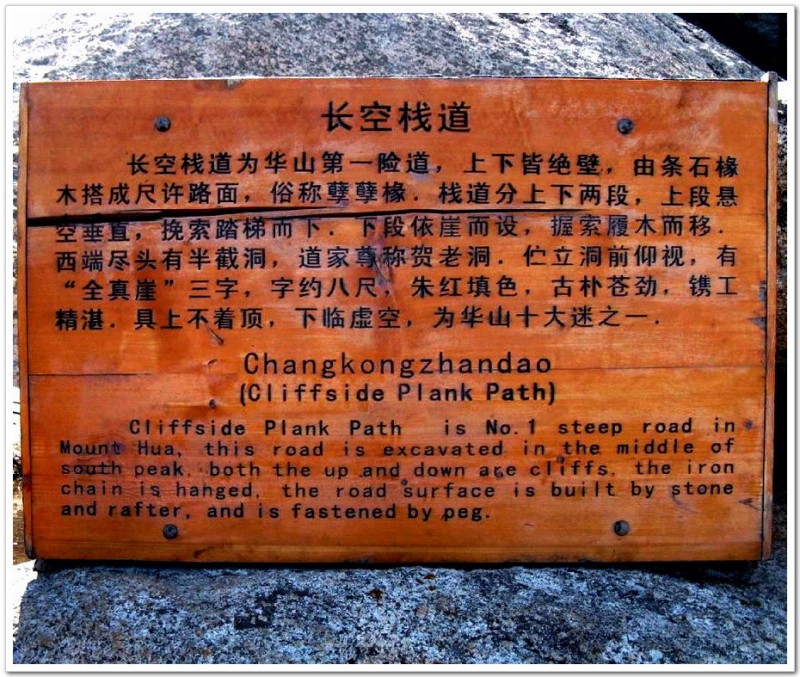 长空栈道
长空栈道为华山第一险道，上下皆绝壁，由条石椽
木搭成尺许路面，俗称孽孽椽．栈道分上下两段，上段悬
空垂直，挽索踏梯而下．下段依崖而设，握索履木而移．
西端尽头有半截洞，道家尊称贺老洞．伫立洞前仰视，有
“全真崖”三字，字约八尺，朱红填色，古朴苍劲，镌工
精湛．具上不着顶，下临虚空，为华山十大迷之一．
Changkongzhandao
(Cliffside Plank Path)
Cliffside Plank Path is No.1 steep road in
Mount Hua, this road is excavated in the middle of
south peak, both the up and down are cliffs, the iron
chain is hanged, the road surface is built by stone
and rafter, and is fastened by peg.